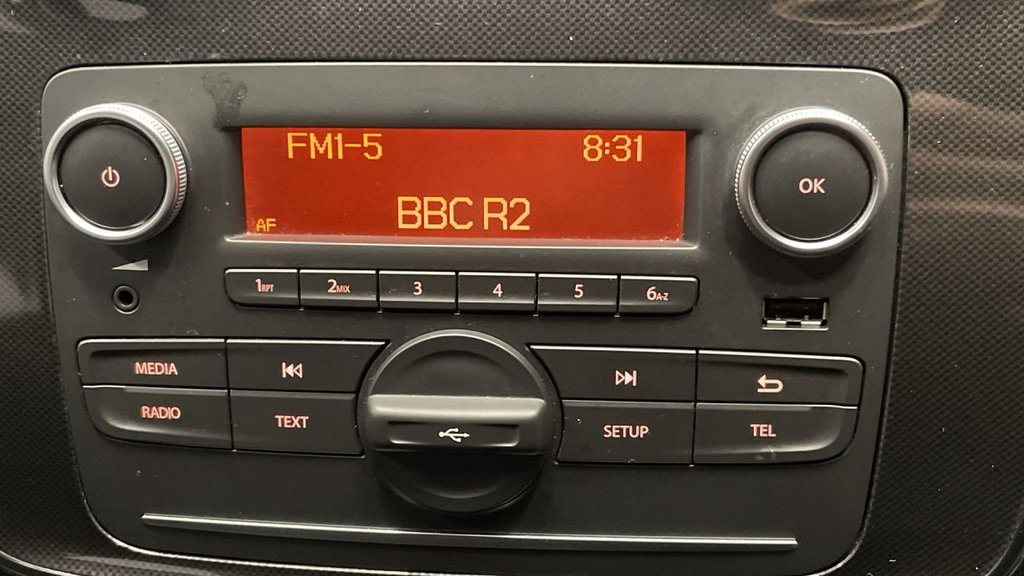 FM1-5 8:31
BBC R2
AF
OK
1RPT 2MIX 3 4 5 6A-Z
MEDIA
RADIO TEXT SETUP TEL